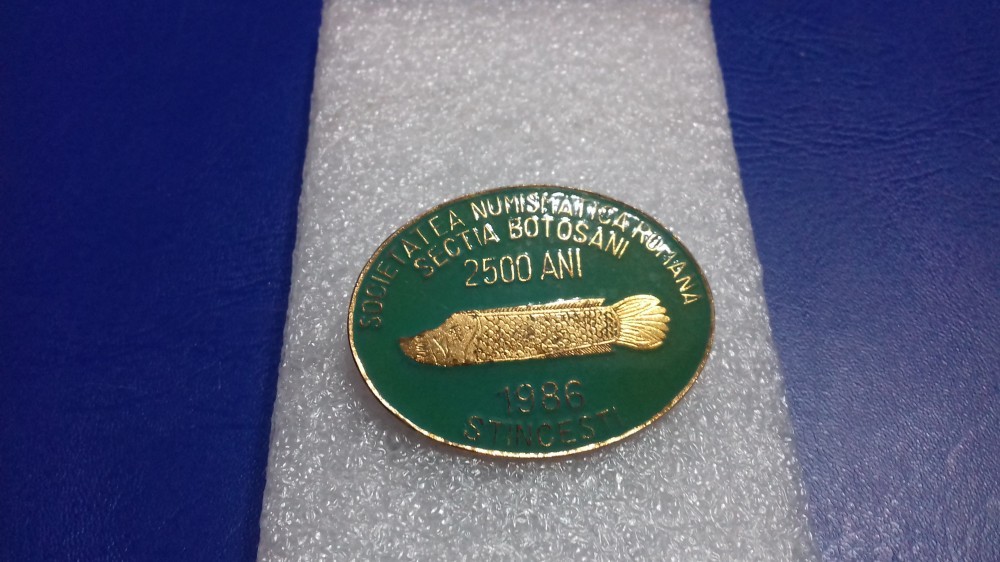 SOCIETATEA NUMISMATICA ROMANA
SECTIA BOTOSANI
2500 ANI
1986
STINCESTI